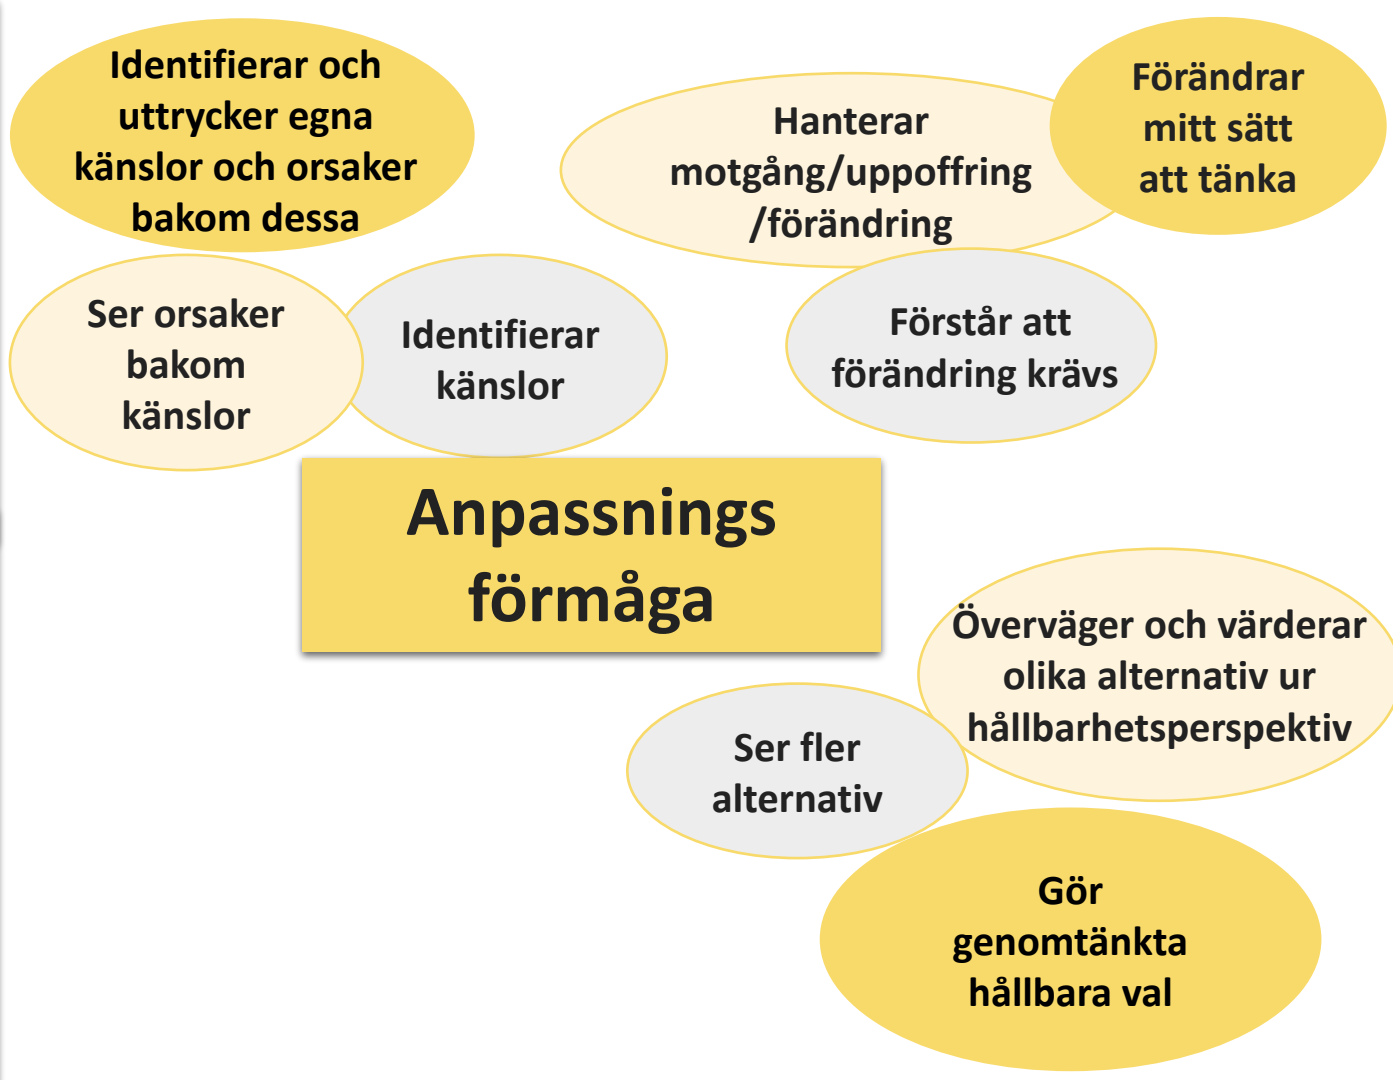 Identifierar och
uttrycker egna
känslor och orsaker
bakom dessa
Hanterar
motgång/uppoffring
/förändring
Förändrar
mitt sätt
att tänka
Ser orsaker
bakom
känslor
Identifierar
känslor
Förstår att
förändring krävs
Anpassnings
förmåga
Överväger och värderar
olika alternativ ur
hållbarhetsperspektiv
Ser fler
alternativ
Gör
genomtänkta
hållbara val